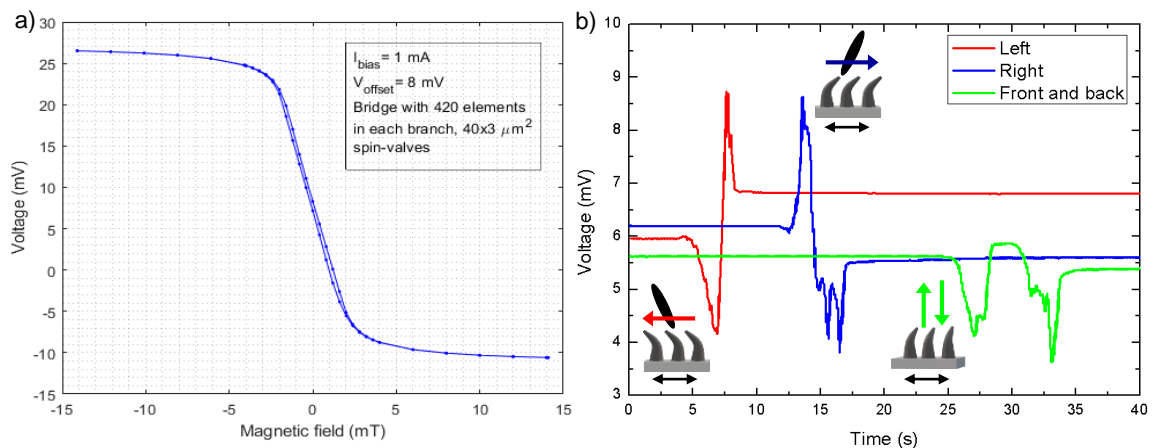 a)
30
25
20
15
10
5
0
-5
-10
-15
Voltage (mV)
I_bias= 1 mA
V_offset= 8 mV
Bridge with 420 elements
in each branch, 40x3 μm²
spin-valves
-15 -10 -5 0 5 10 15
Magnetic field (mT)
b)
10
9
8
7
6
5
4
3
Voltage (mV)
Left
Right
Front and back
0 5 10 15 20 25 30 35 40
Time (s)